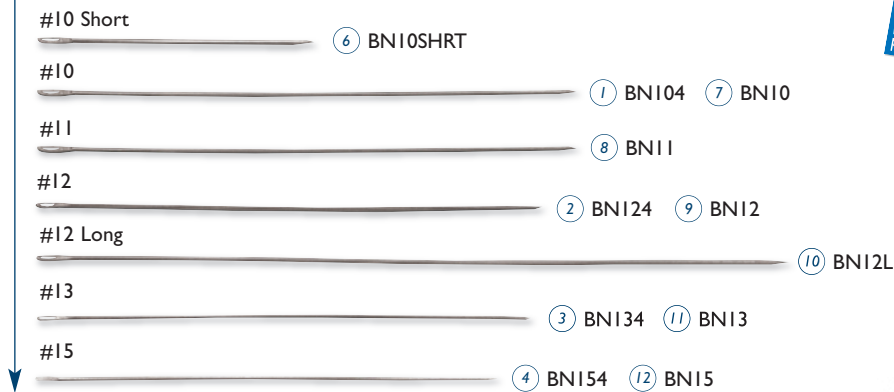 #10 Short
6 BN10SHRT
#10
1 BN104 7 BN10
#11
8 BN11
#12
2 BN124 9 BN12
#12 Long
10 BN12L
#13
3 BN134 11 BN13
#15
4 BN154 12 BN15